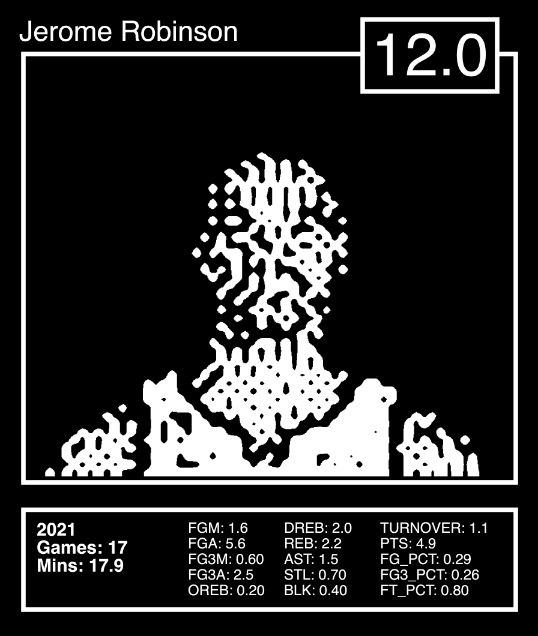 Jerome Robinson
12.0
2021
Games: 17
Mins: 17.9
FGM: 1.6
FGA: 5.6
FG3M: 0.60
FG3A: 2.5
OREB: 0.20
DREB: 2.0
REB: 2.2
AST: 1.5
STL: 0.70
BLK: 0.40
TURNOVER: 1.1
PTS: 4.9
FG_PCT: 0.29
FG3_PCT: 0.26
FT_PCT: 0.80